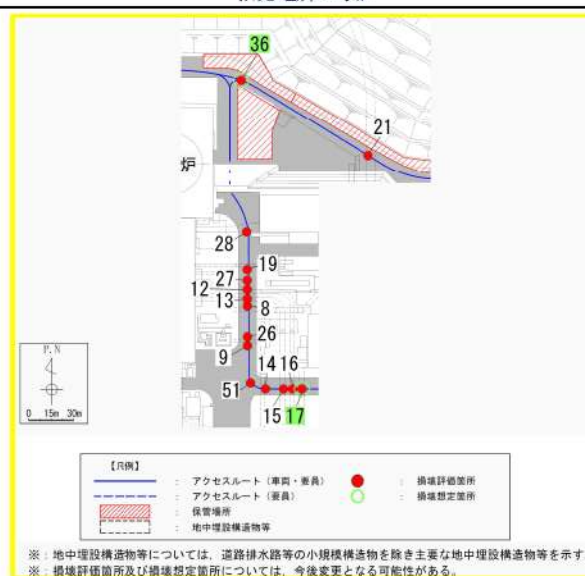 36
21
炉
28
19
27
12
13
8
26
9
51
14
16
15
17
P.N
0 15m 30m
【凡例】
アクセスルート（車両・要員）
アクセスルート（要員）
保管場所
地中埋設構造物等
損壊評価箇所
損壊想定箇所
※：地中埋設構造物等については，道路排水路等の小規模構造物を除き主要な地中埋設構造物等を示す
※：損壊評価箇所及び損壊想定箇所については，今後変更となる可能性がある。